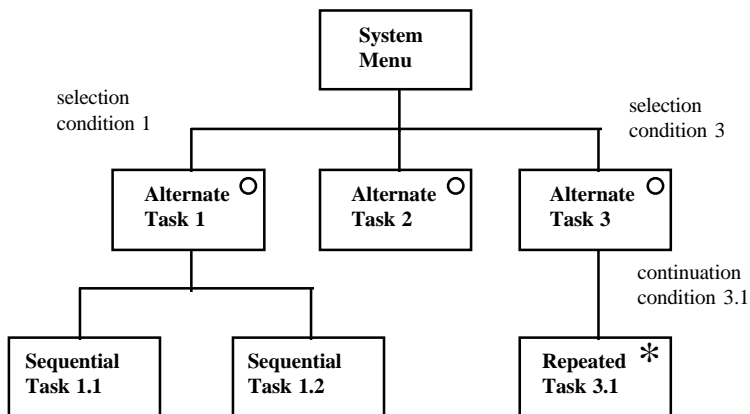 System
Menu
selection
condition 1
selection
condition 3
Alternate
Task 1
Alternate
Task 2
Alternate
Task 3
continuation
condition 3.1
Sequential
Task 1.1
Sequential
Task 1.2
Repeated *
Task 3.1